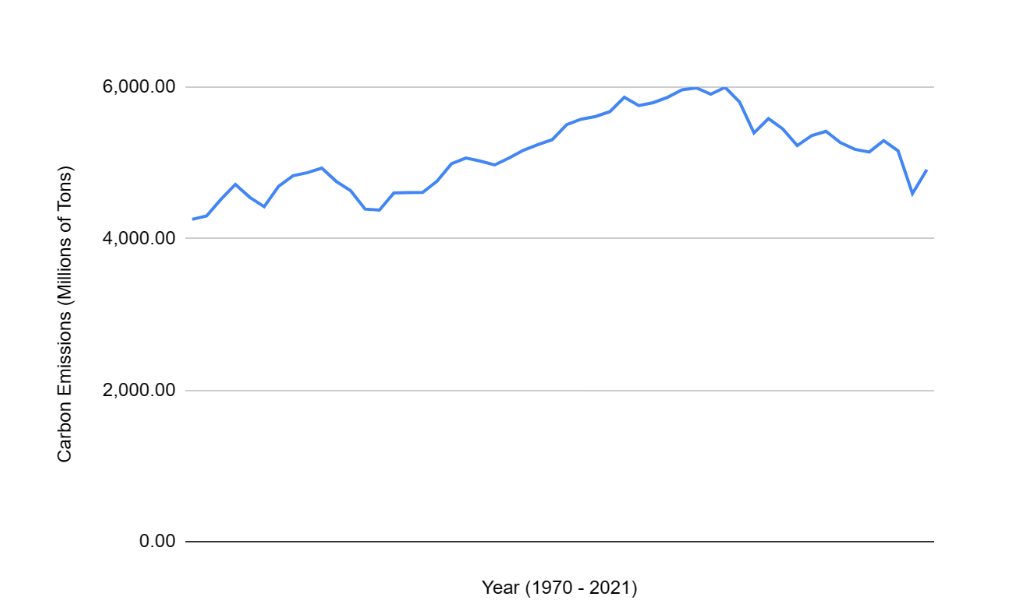 6,000.00
4,000.00
2,000.00
0.00
Carbon Emissions (Millions of Tons)
Year (1970 - 2021)